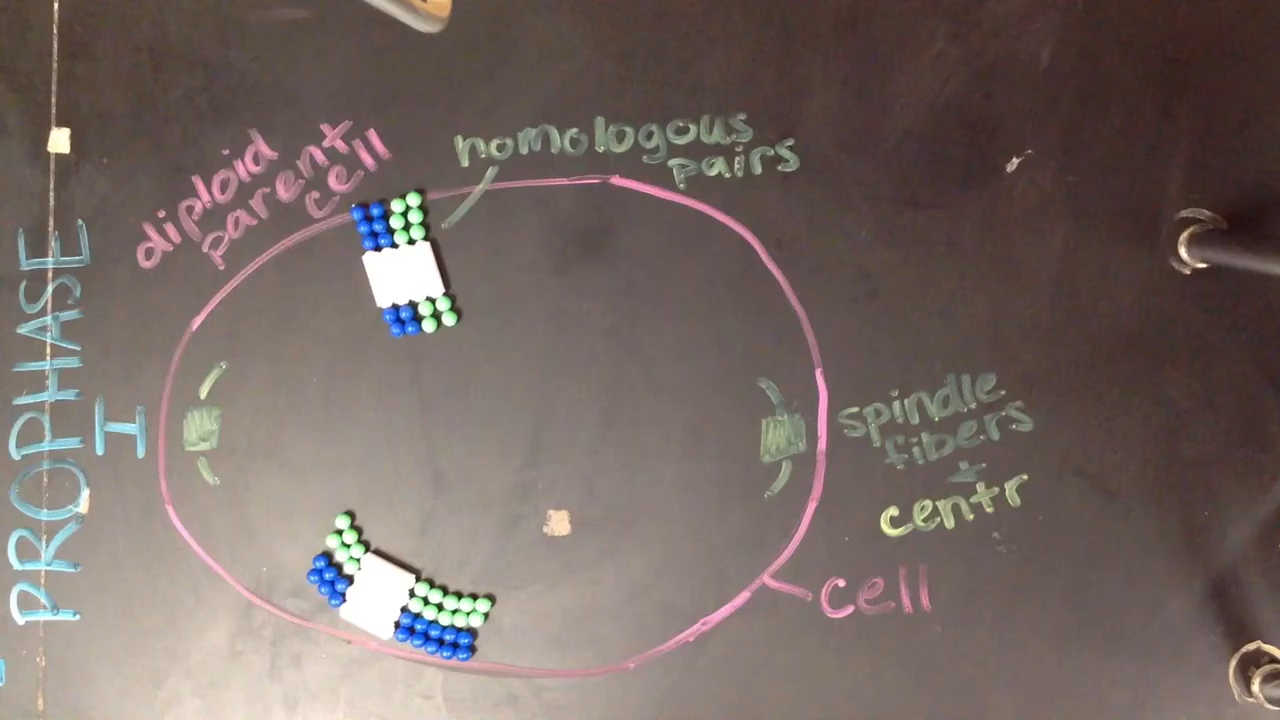 PROPHASE
I
diploid
parent
cell
homologous
pairs
spindle
fibers
+
centr
cell